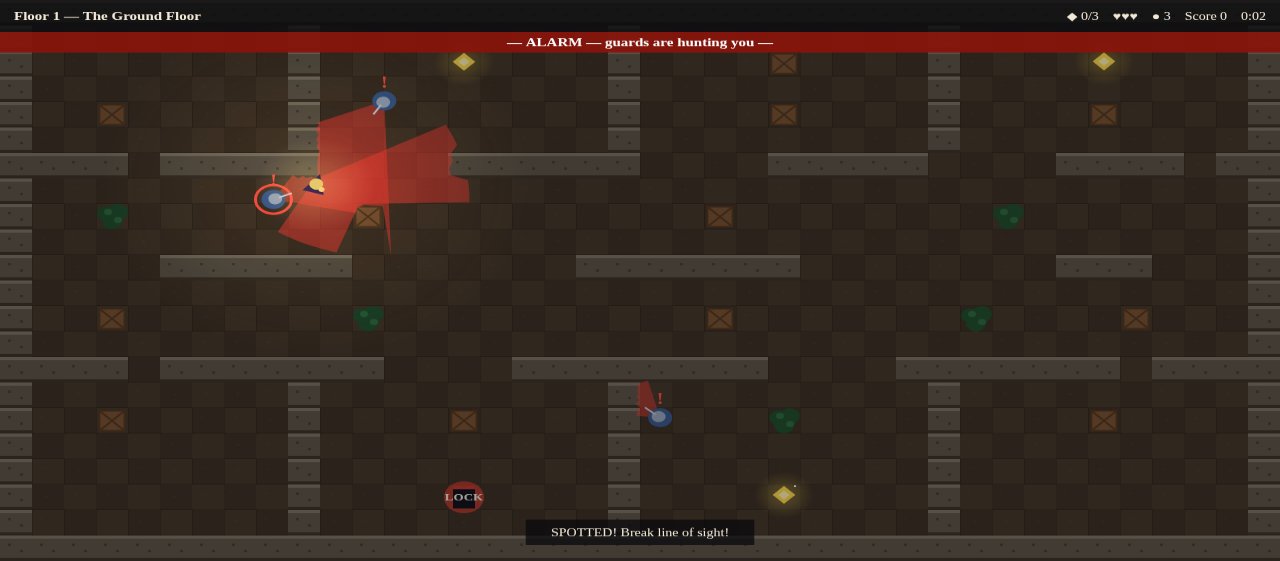 Floor 1 — The Ground Floor ◆ 0/3 ♥♥♥ ● 3 Score 0 0:02
— ALARM — guards are hunting you —
!
!
!
LOCK
SPOTTED! Break line of sight!